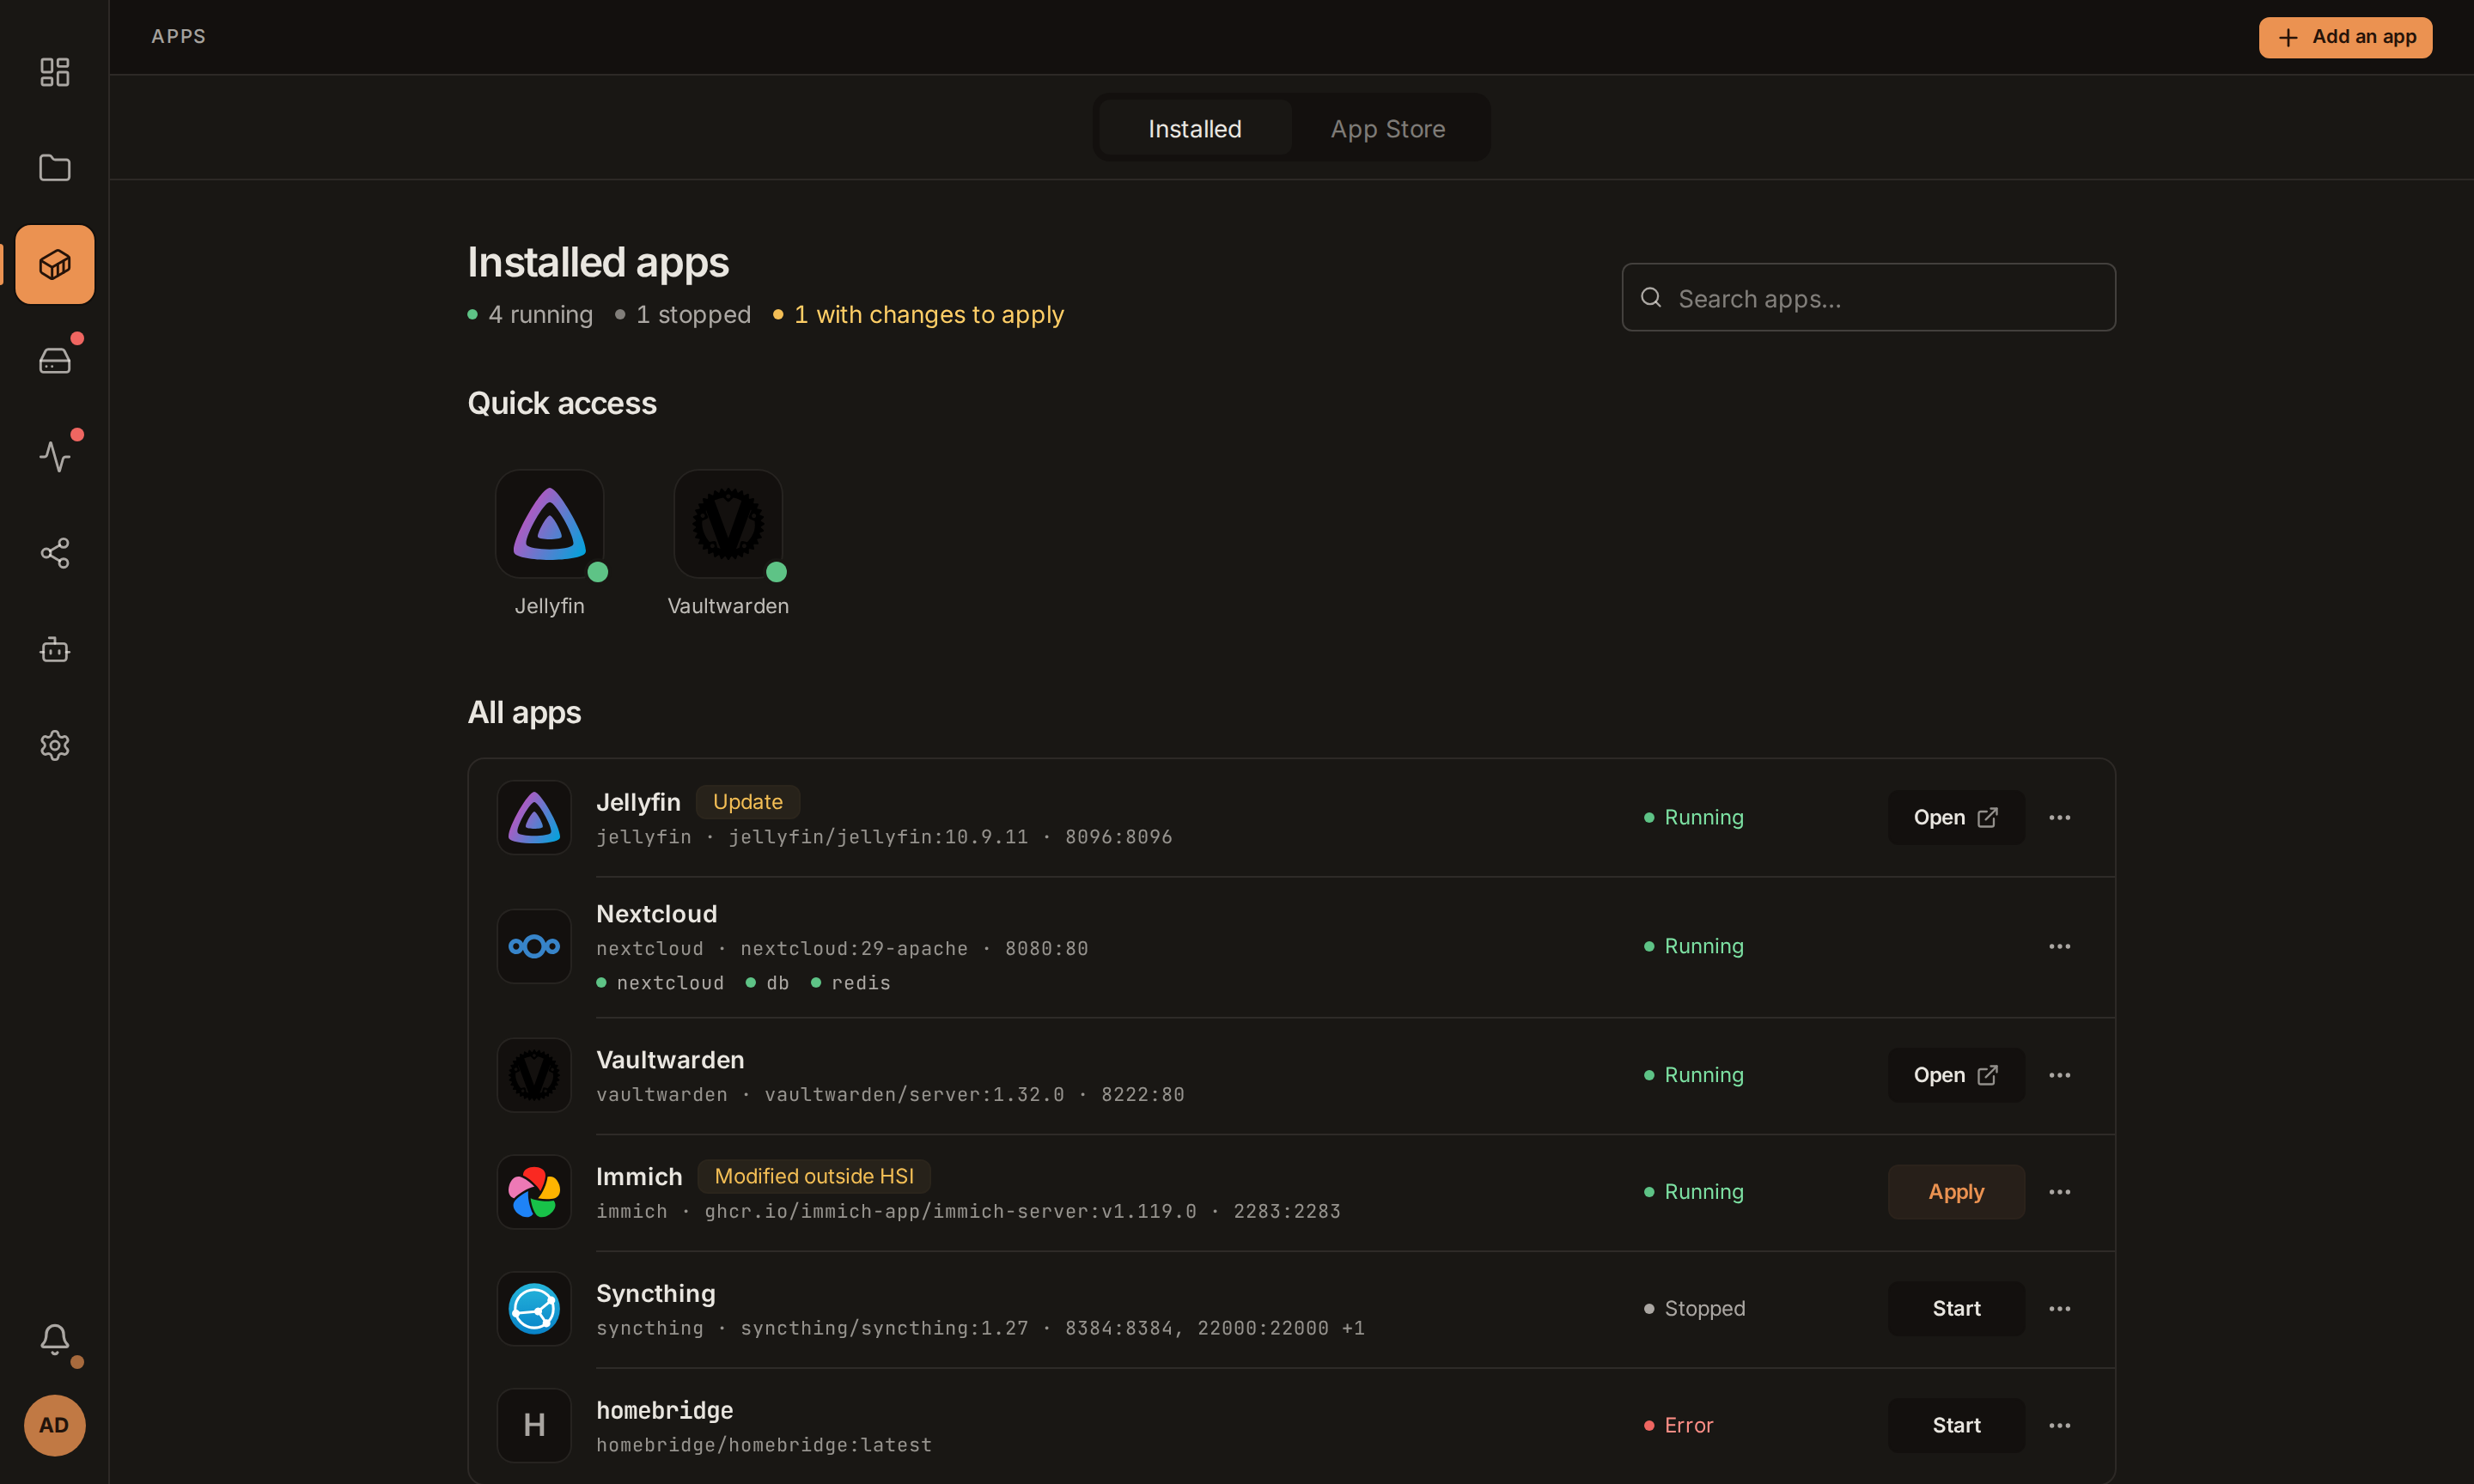 APPS
Add an app
Installed
App Store
Installed apps
4 running
1 stopped
1 with changes to apply
Search apps...
Quick access
Jellyfin
Vaultwarden
All apps
Jellyfin
Update
jellyfin · jellyfin/jellyfin:10.9.11 · 8096:8096
Running
Open
Nextcloud
nextcloud · nextcloud:29-apache · 8080:80
nextcloud
db
redis
Running
Vaultwarden
vaultwarden · vaultwarden/server:1.32.0 · 8222:80
Running
Open
Immich
Modified outside HSI
immich · ghcr.io/immich-app/immich-server:v1.119.0 · 2283:2283
Running
Apply
Syncthing
syncthing · syncthing/syncthing:1.27 · 8384:8384, 22000:22000 +1
Stopped
Start
H
homebridge
homebridge/homebridge:latest
Error
Start
AD